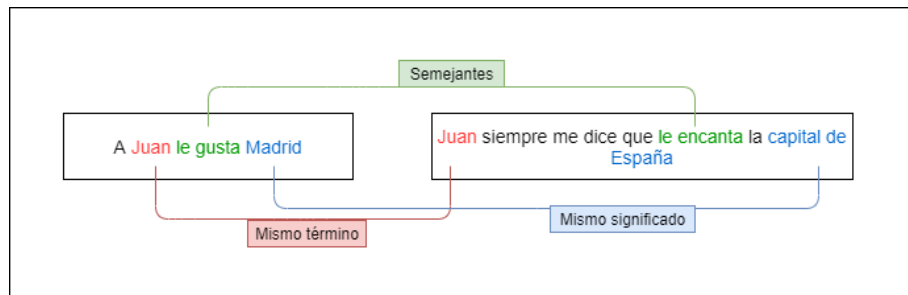 Semejantes
A Juan le gusta Madrid
Juan siempre me dice que le encanta la capital de
España
Mismo término
Mismo significado